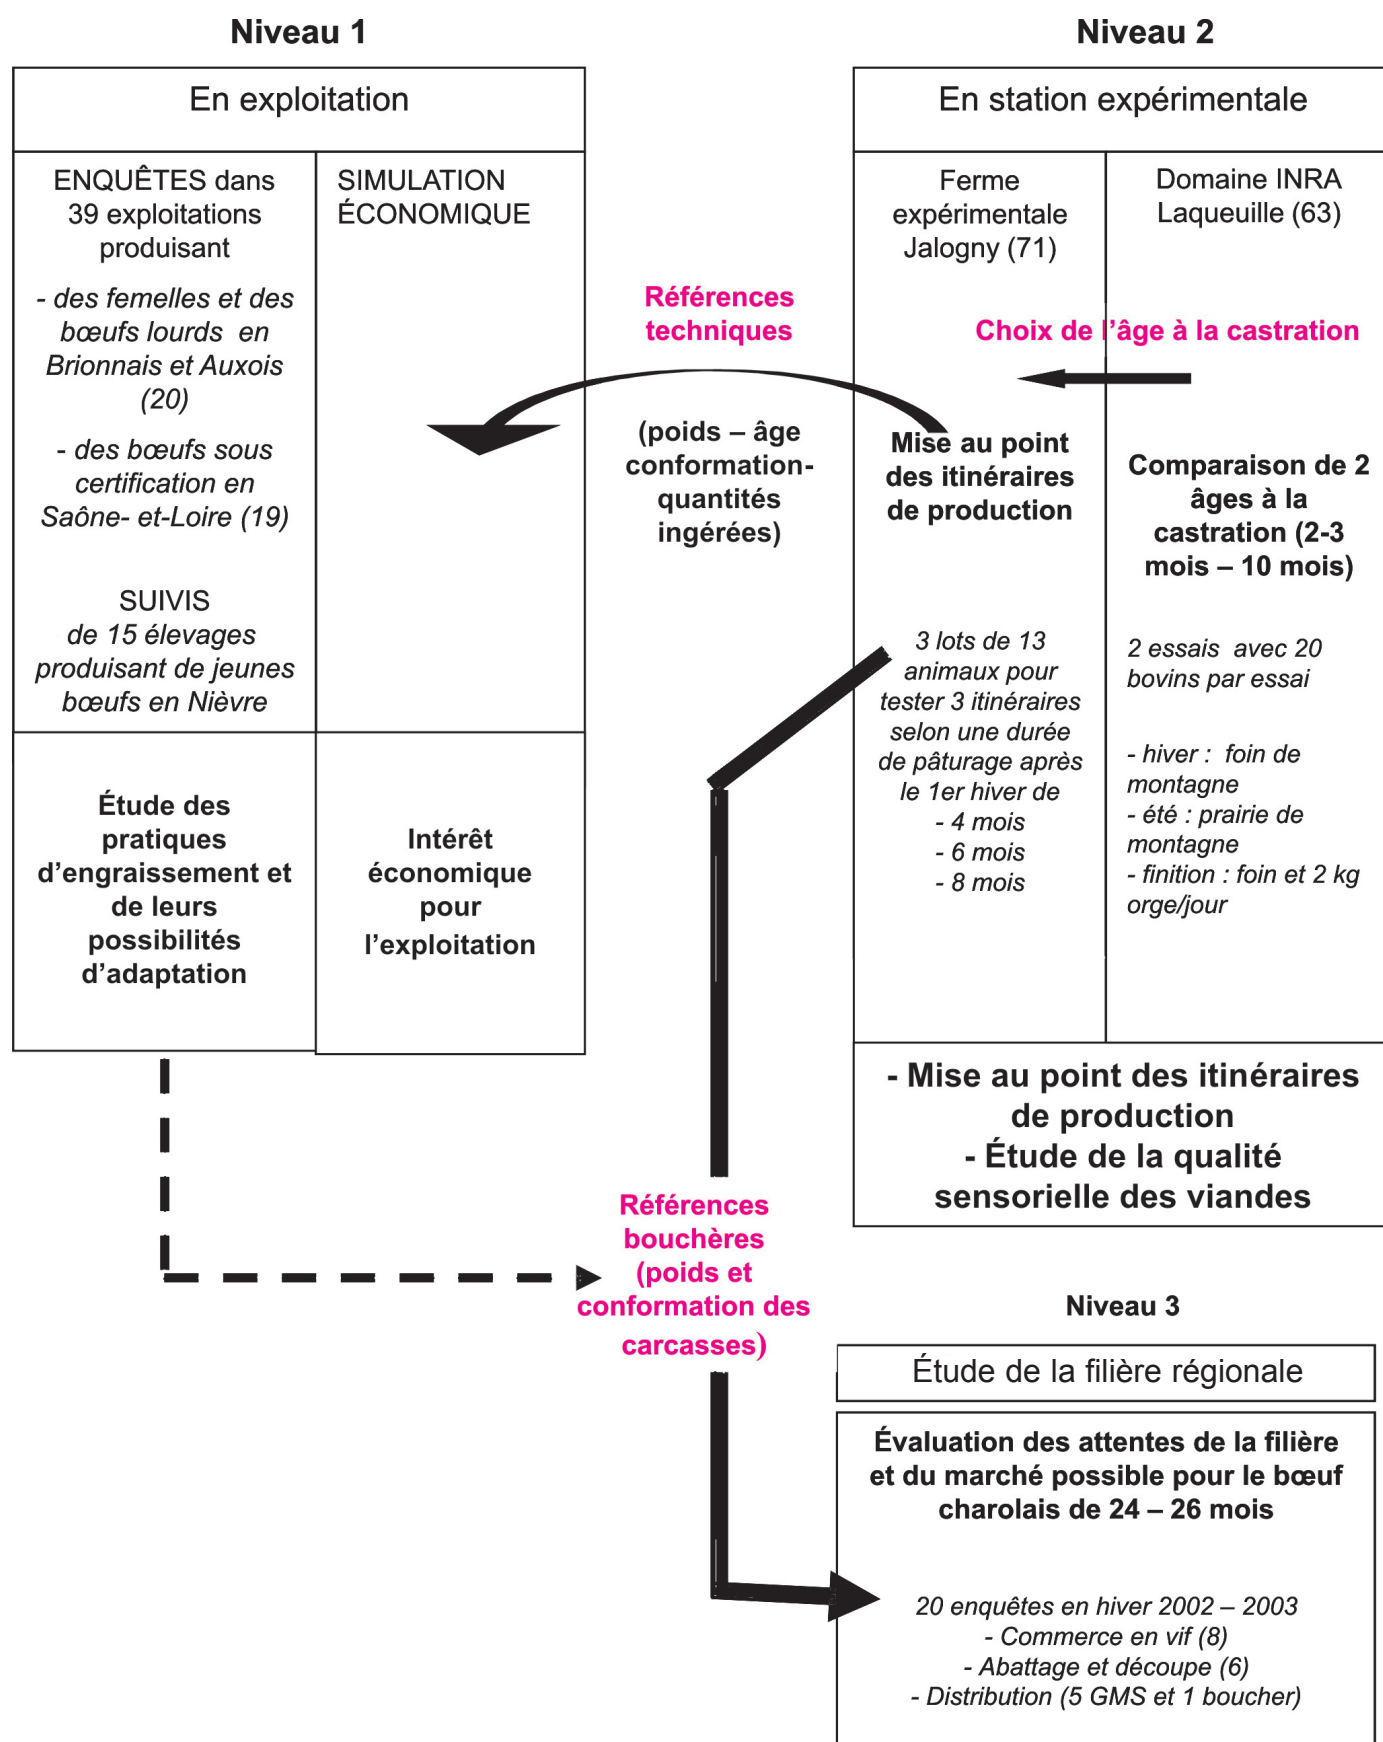 Niveau 1
En exploitation
ENQUÊTES dans
39 exploitations
produisant
- des femelles et des
bœufs lourds en
Brionnais et Auxois
(20)
- des bœufs sous
certification en
Saône- et-Loire (19)
SUIVIS
de 15 élevages
produisant de jeunes
bœufs en Nièvre
Étude des
pratiques
d'engraissement et
de leurs
possibilités
d'adaptation
SIMULATION
ÉCONOMIQUE
Intérêt
économique
pour
l'exploitation
Références
techniques
(poids – âge
conformation-
quantités
ingérées)
Niveau 2
En station expérimentale
Ferme
expérimentale
Jalogny (71)
Domaine INRA
Laqueuille (63)
Choix de l'âge à la castration
Mise au point
des itinéraires
de production
3 lots de 13
animaux pour
tester 3 itinéraires
selon une durée
de pâturage après
le 1er hiver de
- 4 mois
- 6 mois
- 8 mois
Comparaison de 2
âges à la
castration (2-3
mois – 10 mois)
2 essais avec 20
bovins par essai
- hiver : foin de
montagne
- été : prairie de
montagne
- finition : foin et 2 kg
orge/jour
- Mise au point des itinéraires
de production
- Étude de la qualité
sensorielle des viandes
Références
bouchères
(poids et
conformation des
carcasses)
Niveau 3
Étude de la filière régionale
Évaluation des attentes de la filière
et du marché possible pour le bœuf
charolais de 24 – 26 mois
20 enquêtes en hiver 2002 – 2003
- Commerce en vif (8)
- Abattage et découpe (6)
- Distribution (5 GMS et 1 boucher)